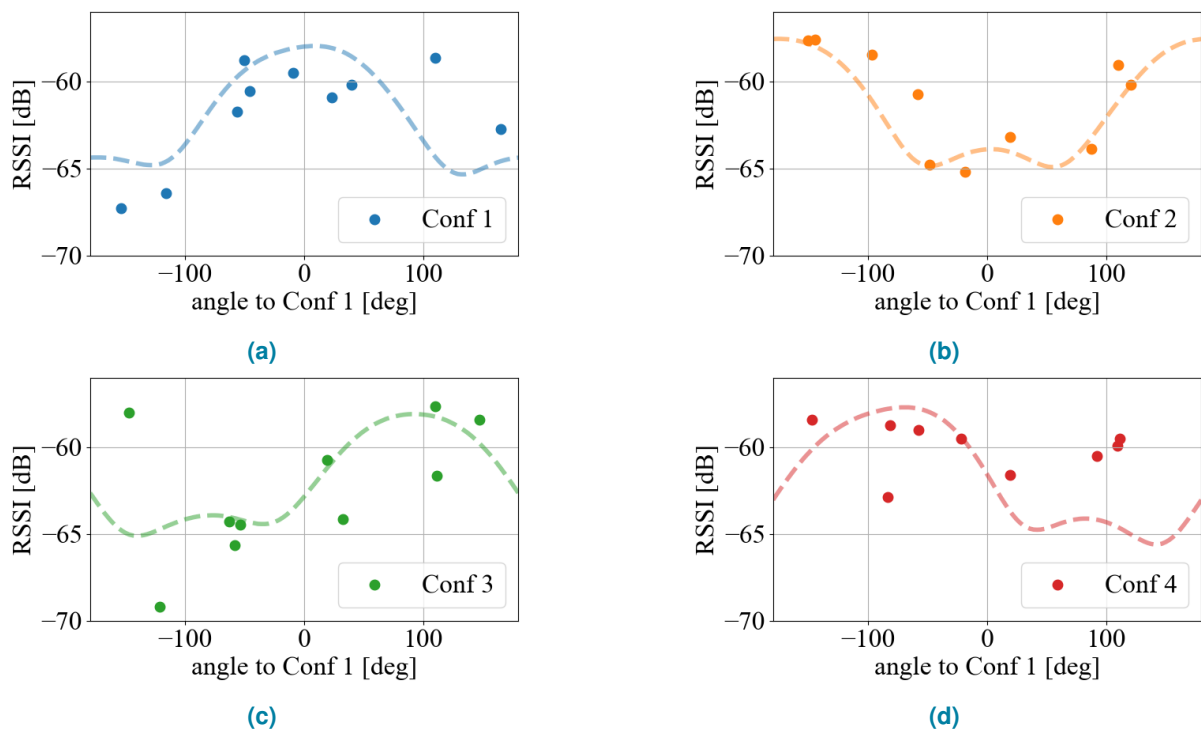 RSSI [dB]
−60
−65
−70
−100
0
100
Conf 1
angle to Conf 1 [deg]
(a)
RSSI [dB]
−60
−65
−70
−100
0
100
Conf 2
angle to Conf 1 [deg]
(b)
RSSI [dB]
−60
−65
−70
−100
0
100
Conf 3
angle to Conf 1 [deg]
(c)
RSSI [dB]
−60
−65
−70
−100
0
100
Conf 4
angle to Conf 1 [deg]
(d)